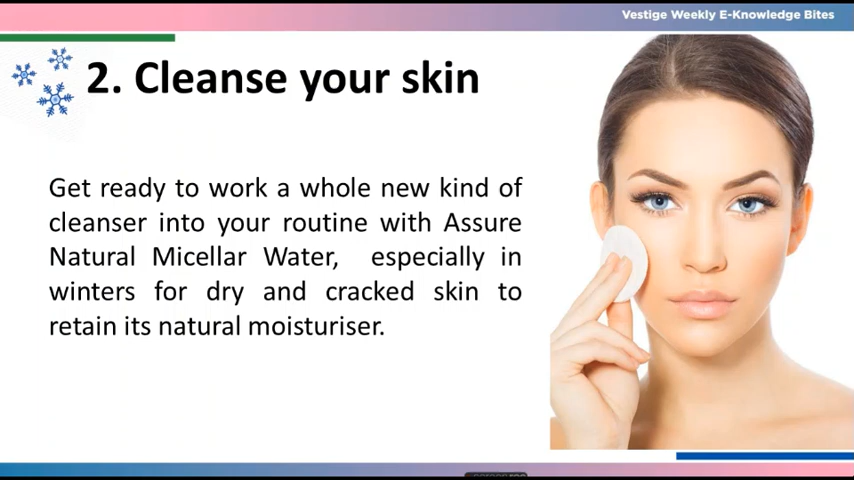 Vestige Weekly E-Knowledge Bites
2. Cleanse your skin
Get ready to work a whole new kind of
cleanser into your routine with Assure
Natural Micellar Water, especially in
winters for dry and cracked skin to
retain its natural moisturiser.